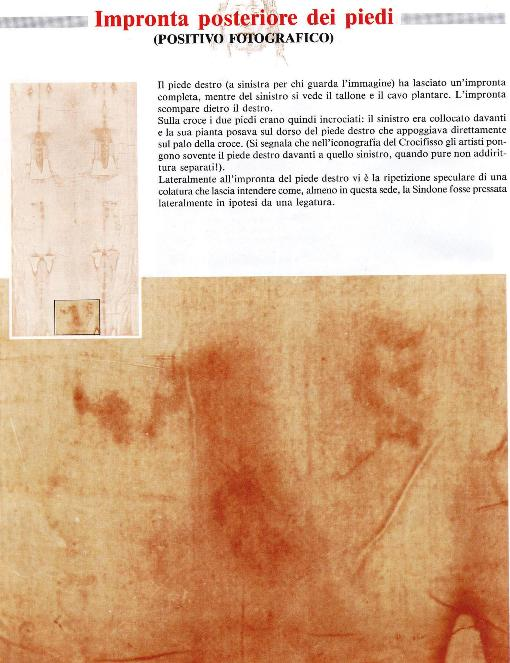 Impronta posteriore dei piedi
(POSITIVO FOTOGRAFICO)
Il piede destro (a sinistra per chi guarda l'immagine) ha lasciato un'impronta
completa, mentre del sinistro si vede il tallone e il cavo plantare. L'impronta
scompare dietro il destro.
Sulla croce i due piedi erano quindi incrociati: il sinistro era collocato davanti
e la sua pianta posava sul dorso del piede destro che appoggiava direttamente
sul palo della croce. (Si segnala che nell'iconografia del Crocifisso gli artisti pon-
gono sovente il piede destro davanti a quello sinistro, quando pure non addirit-
tura separati!).
Lateralmente all'impronta del piede destro vi è la ripetizione speculare di una
colatura che lascia intendere come, almeno in questa sede, la Sindone fosse pressata
lateralmente in ipotesi da una legatura.